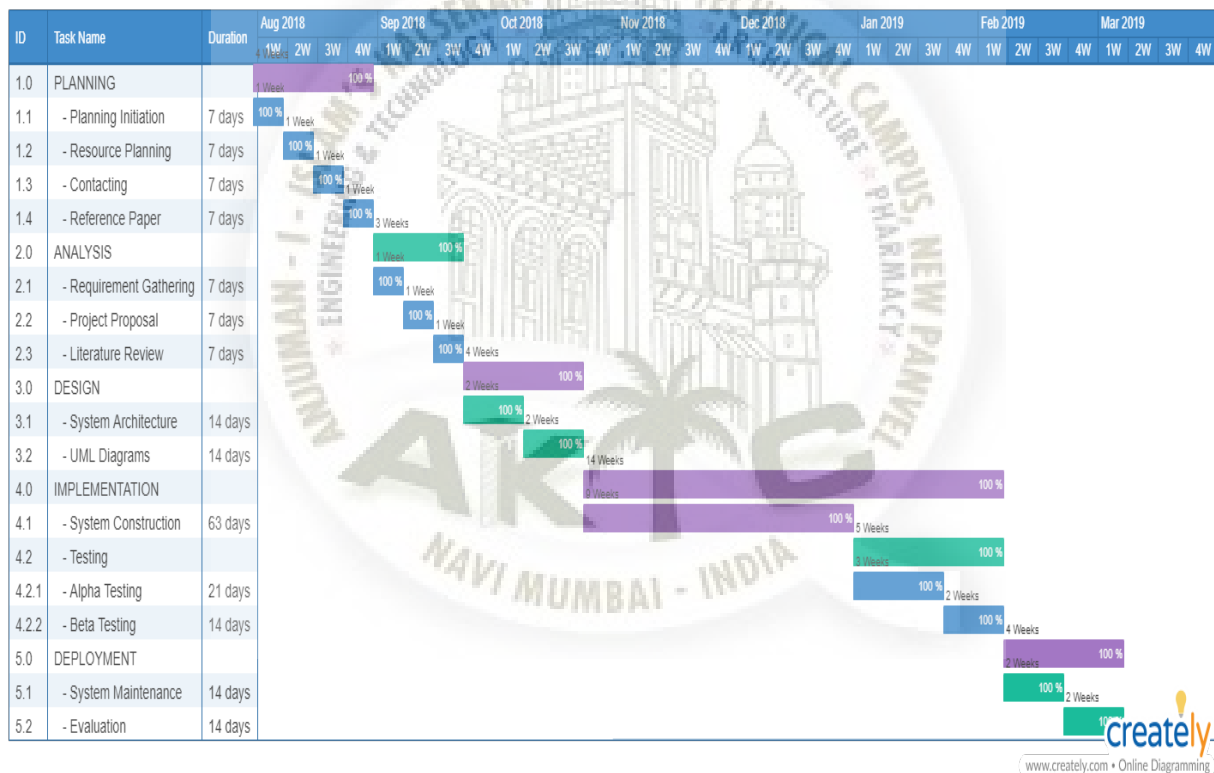 ID Task Name Duration Aug 2018 Sep 2018 Oct 2018 Nov 2018 Dec 2018 Jan 2019 Feb 2019 Mar 2019
1W 2W 3W 4W 1W 2W 3W 4W 1W 2W 3W 4W 1W 2W 3W 4W 1W 2W 3W 4W 1W 2W 3W 4W 1W 2W 3W 4W 1W 2W 3W 4W
4 Weeks
1.0 PLANNING 100 %
1 Week
1.1 - Planning Initiation 7 days 100 %
1 Week
1.2 - Resource Planning 7 days 100 %
1 Week
1.3 - Contacting 7 days 100 %
1 Week
1.4 - Reference Paper 7 days 100 %
3 Weeks
2.0 ANALYSIS 100 %
1 Week
2.1 - Requirement Gathering 7 days 100 %
1 Week
2.2 - Project Proposal 7 days 100 %
1 Week
2.3 - Literature Review 7 days 100 %
4 Weeks
3.0 DESIGN 100 %
2 Weeks
3.1 - System Architecture 14 days 100 %
2 Weeks
3.2 - UML Diagrams 14 days 100 %
14 Weeks
4.0 IMPLEMENTATION 100 %
9 Weeks
4.1 - System Construction 63 days 100 %
5 Weeks
4.2 - Testing 100 %
3 Weeks
4.2.1 - Alpha Testing 21 days 100 %
2 Weeks
4.2.2 - Beta Testing 14 days 100 %
4 Weeks
5.0 DEPLOYMENT 100 %
2 Weeks
5.1 - System Maintenance 14 days 100 %
2 Weeks
5.2 - Evaluation 14 days
AKTC
NAVI MUMBAI - INDIA
creately
www.creately.com • Online Diagramming